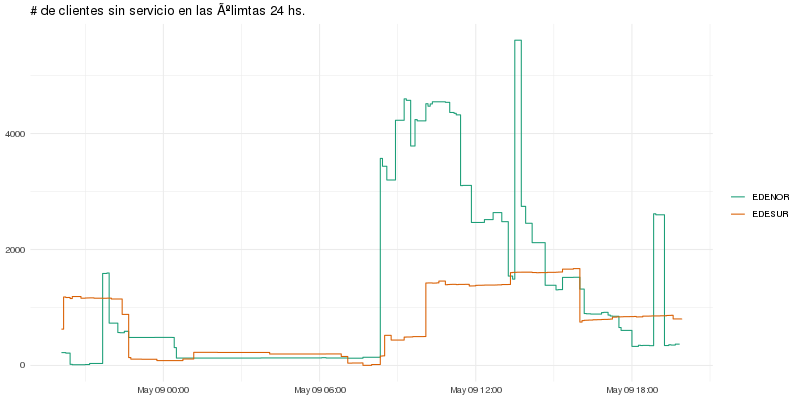 # de clientes sin servicio en las Ãºlimtas 24 hs.
4000
2000
0
EDENOR
EDESUR
May 09 00:00
May 09 06:00
May 09 12:00
May 09 18:00